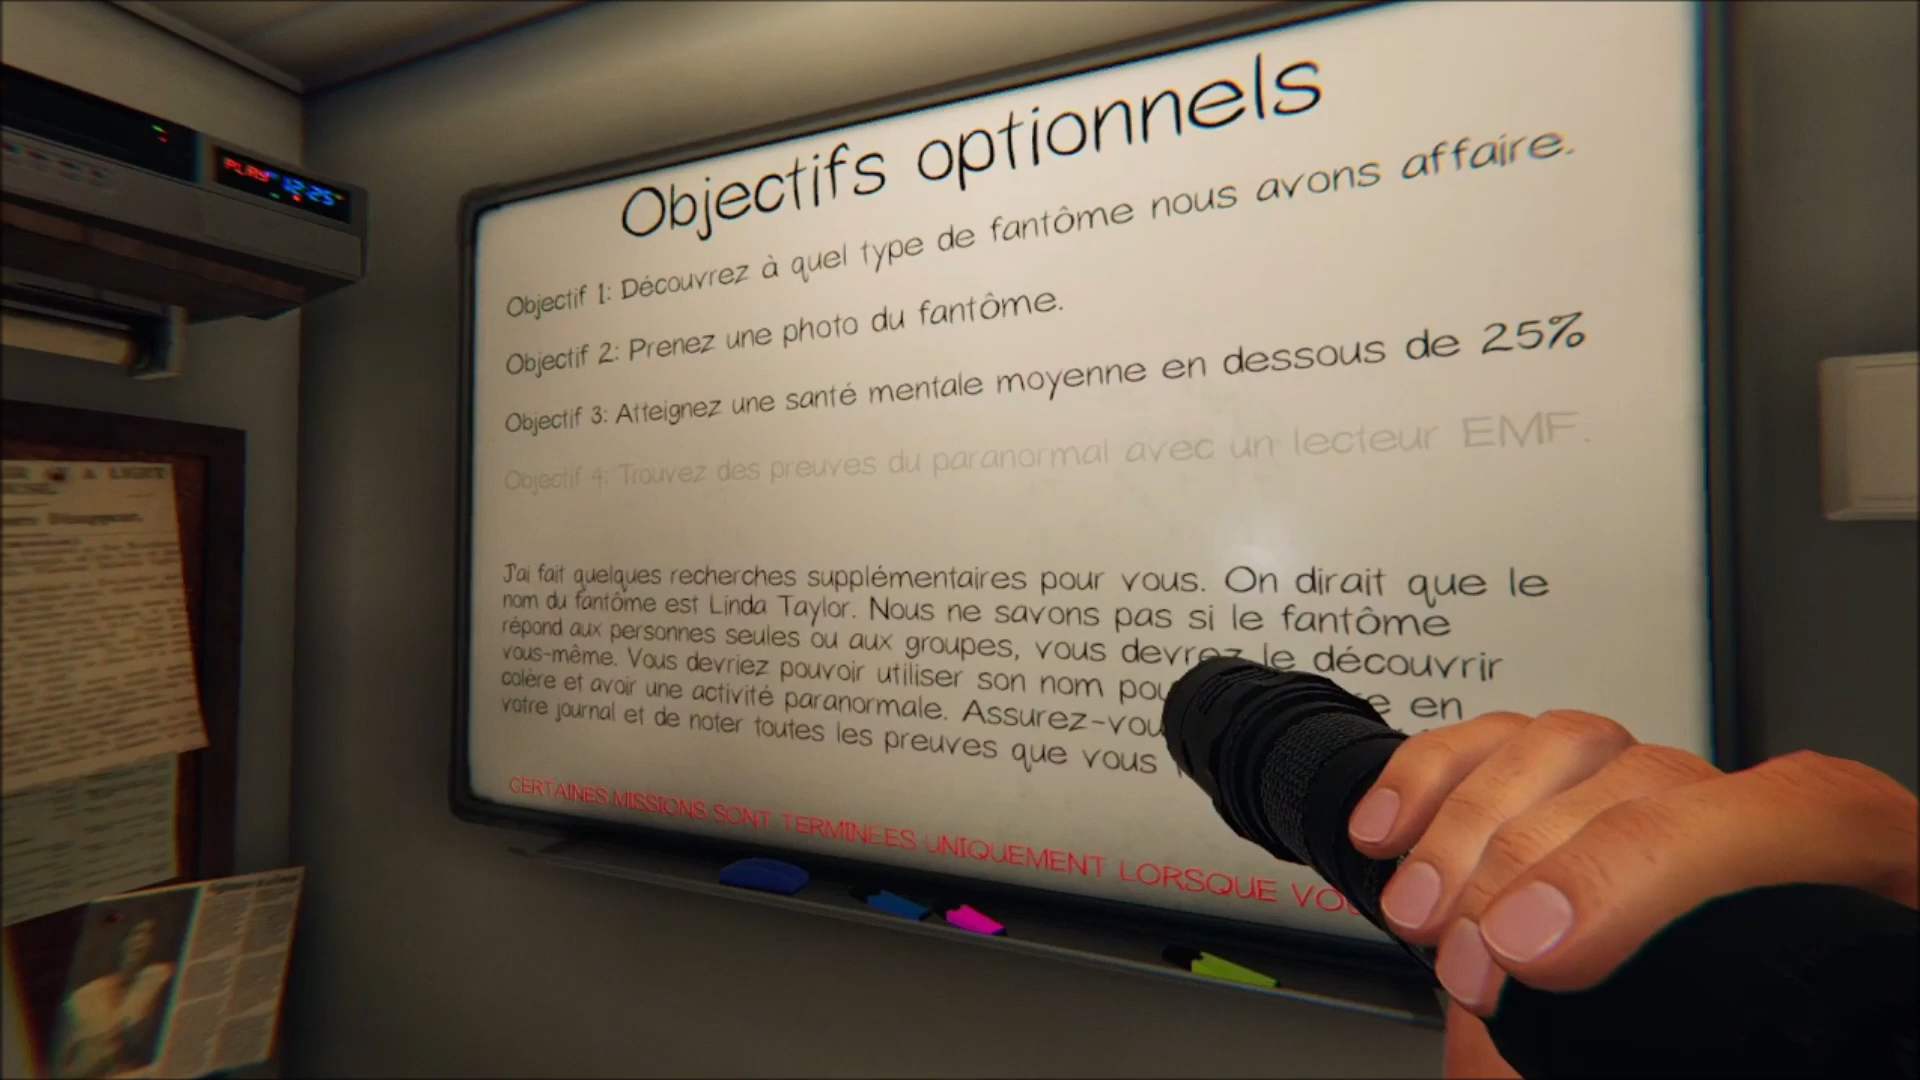 PLAY 12:25
Objectifs optionnels
Objectif 1: Découvrez à quel type de fantôme nous avons affaire.
Objectif 2: Prenez une photo du fantôme.
Objectif 3: Atteignez une santé mentale moyenne en dessous de 25%
Objectif 4: Trouvez des preuves du paranormal avec un lecteur EMF.
J'ai fait quelques recherches supplémentaires pour vous. On dirait que le
nom du fantôme est Linda Taylor. Nous ne savons pas si le fantôme
répond aux personnes seules ou aux groupes, vous devrez le découvrir
vous-même. Vous devriez pouvoir utiliser son nom en
colère et avoir une activité paranormale.
votre journal et de noter toutes les preuves que vous
CERTAINES MISSIONS SONT TERMINÉES UNIQUEMENT LORSQUE